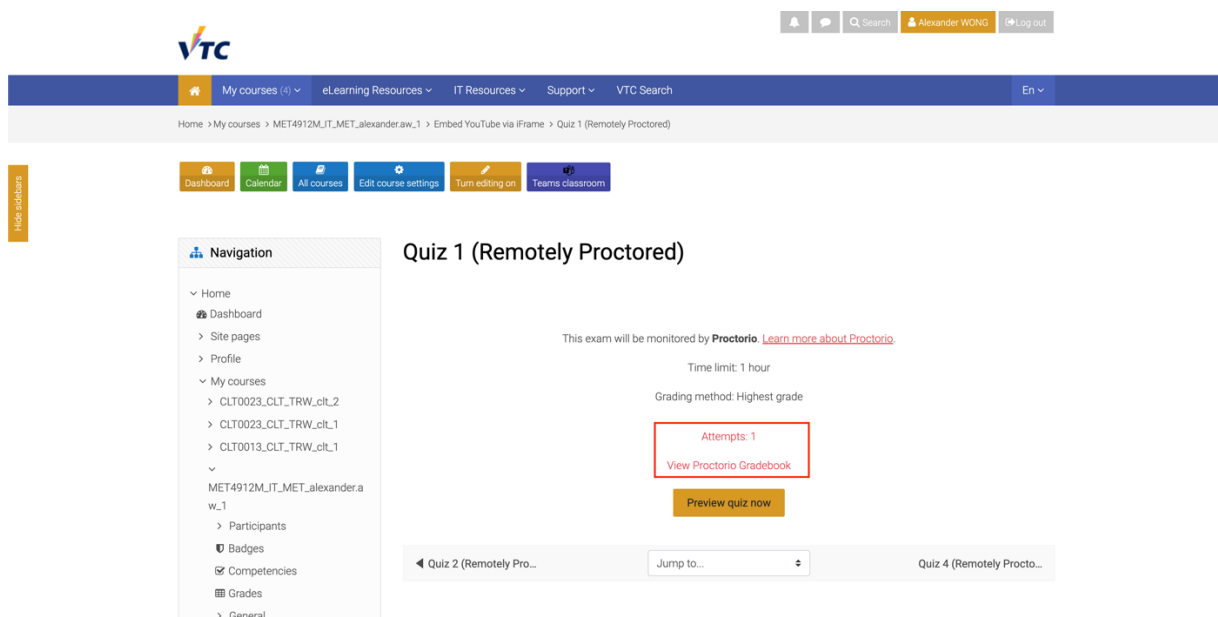 Search
Alexander WONG
Log out
VTC
My courses (4)
eLearning Resources
IT Resources
Support
VTC Search
En
Home > My courses > MET4912M_IT_MET_alexander.aw_1 > Embed YouTube via iFrame > Quiz 1 (Remotely Proctored)
Hide sidebars
Dashboard
Calendar
All courses
Edit course settings
Turn editing on
Teams classroom
Navigation
Home
Dashboard
Site pages
Profile
My courses
CLT0023_CLT_TRW_clt_2
CLT0023_CLT_TRW_clt_1
CLT0013_CLT_TRW_clt_1
MET4912M_IT_MET_alexander.a
w_1
Participants
Badges
Competencies
Grades
General
Quiz 1 (Remotely Proctored)
This exam will be monitored by Proctorio. Learn more about Proctorio.
Time limit: 1 hour
Grading method: Highest grade
Attempts: 1
View Proctorio Gradebook
Preview quiz now
Quiz 2 (Remotely Pro...
Jump to...
Quiz 4 (Remotely Procto...